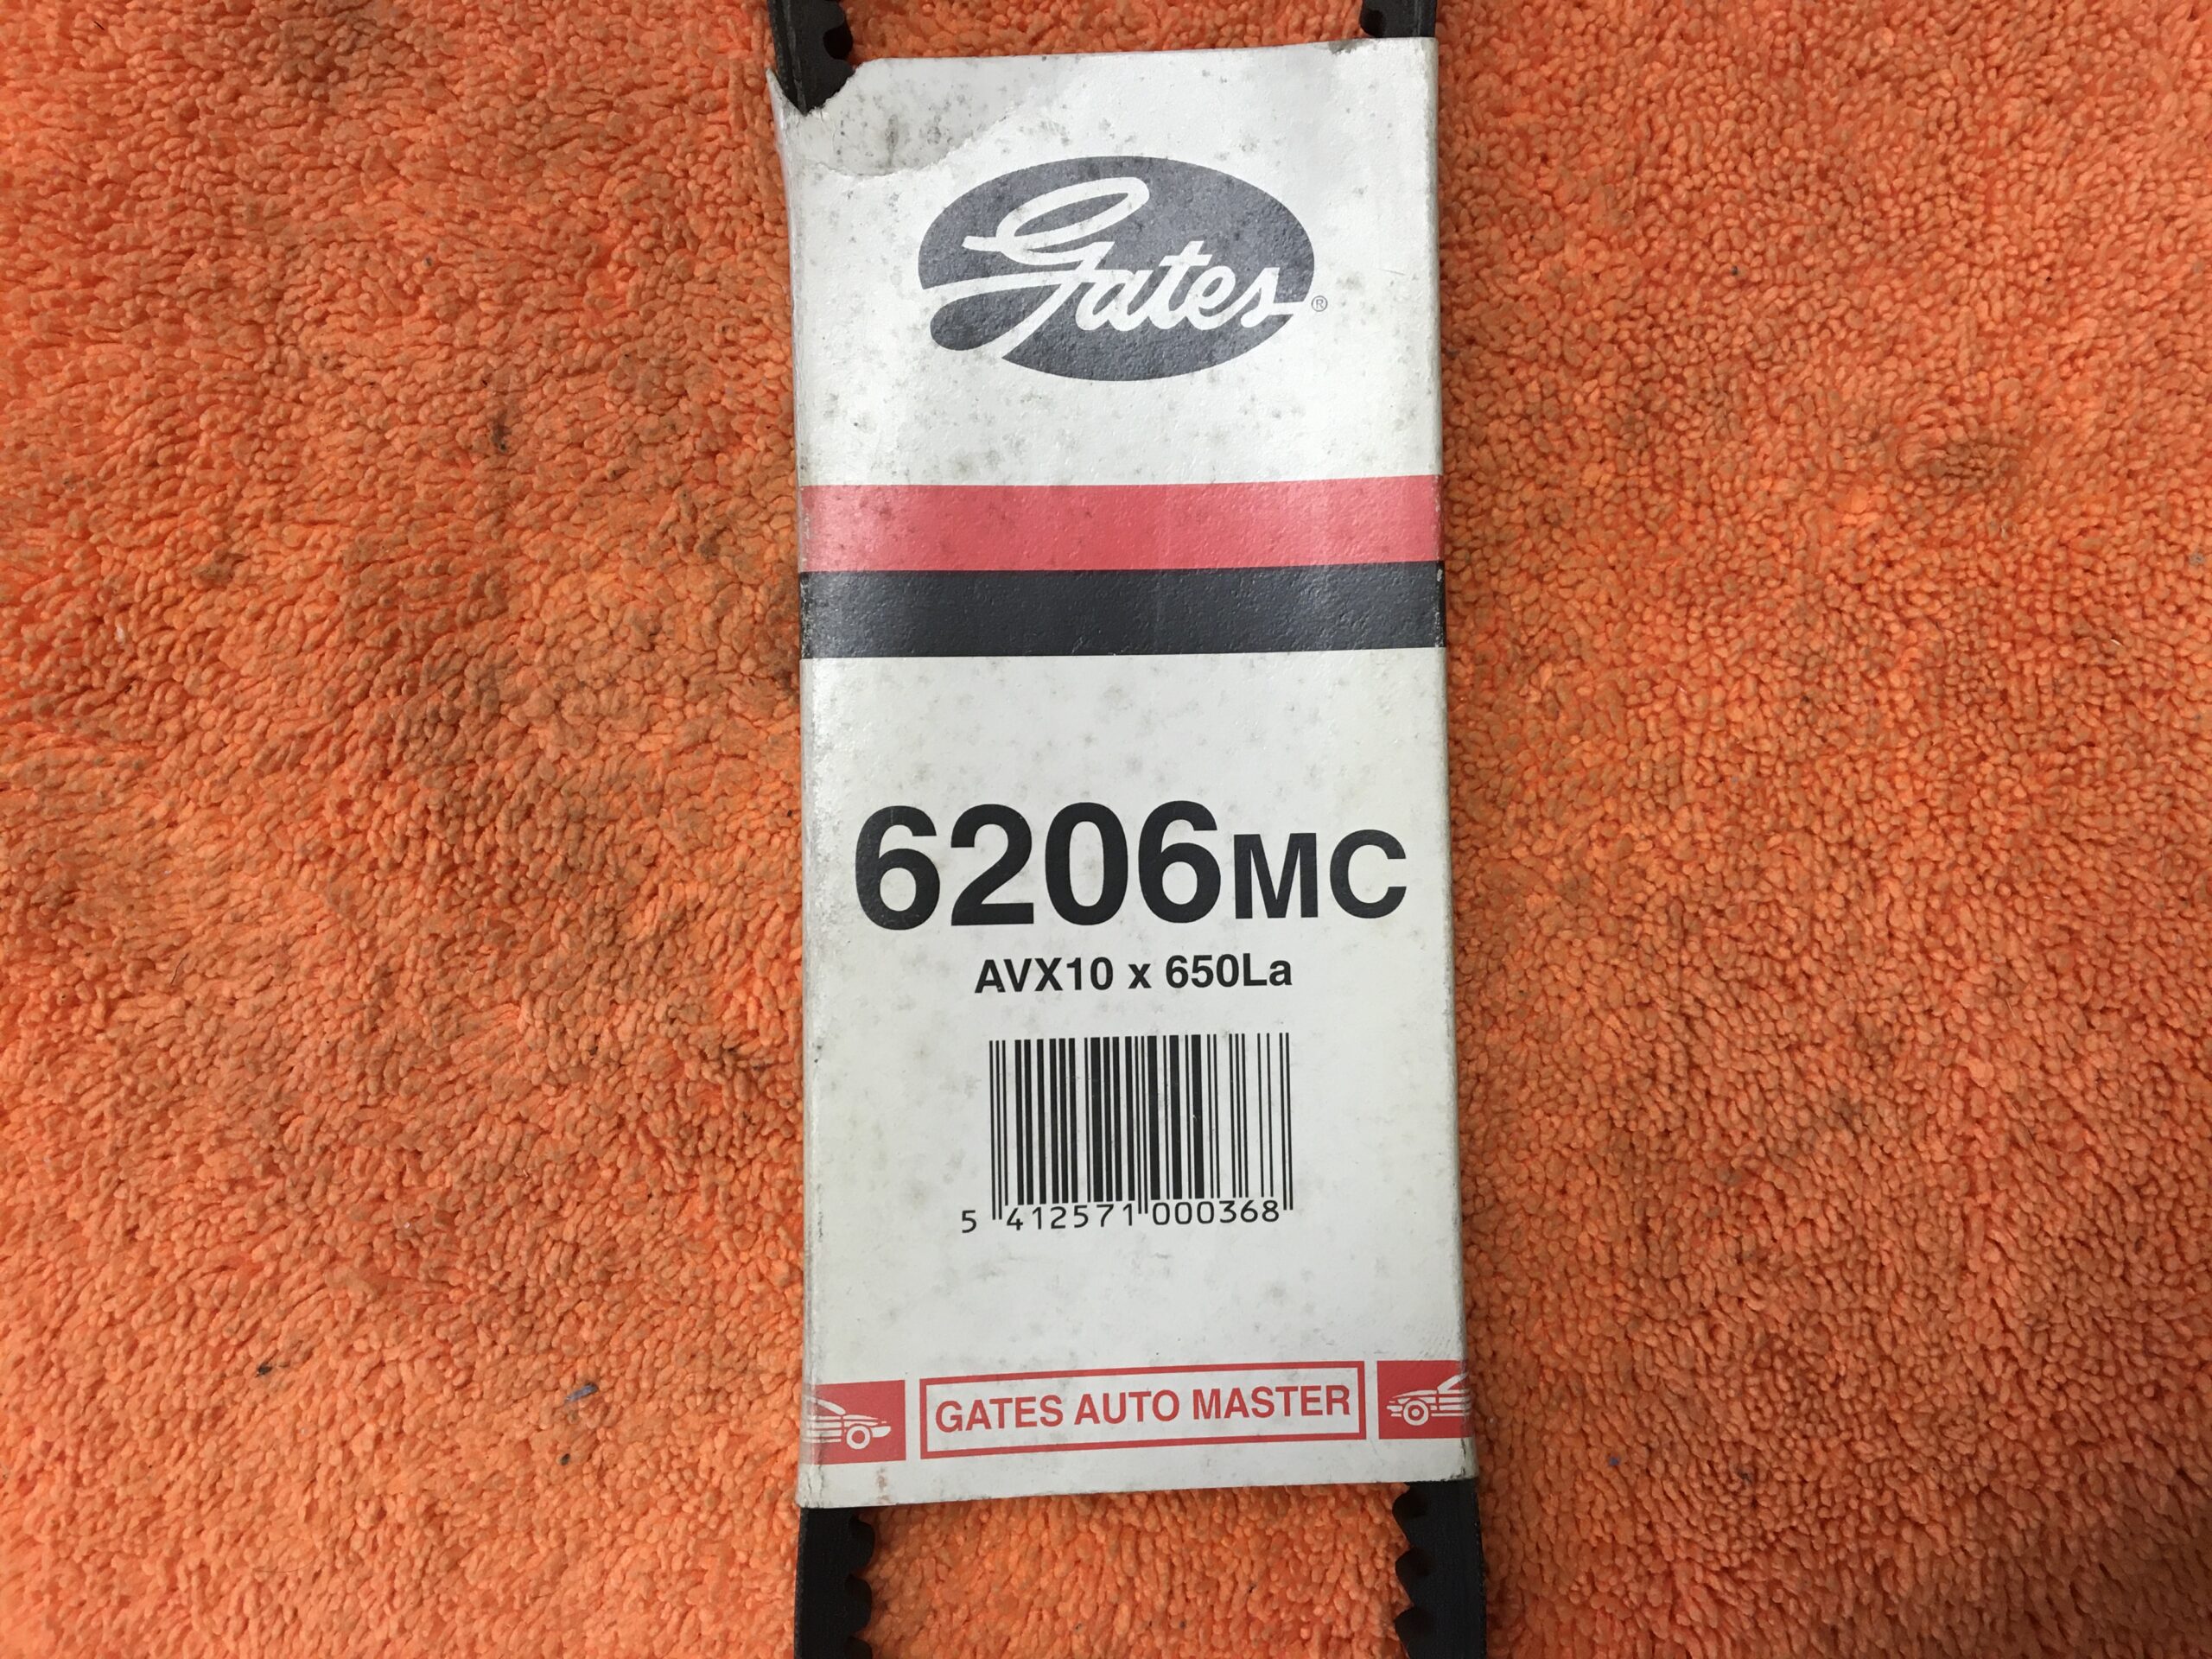 Gates®
6206MC
AVX10 x 650La
5 412571 000368
GATES AUTO MASTER